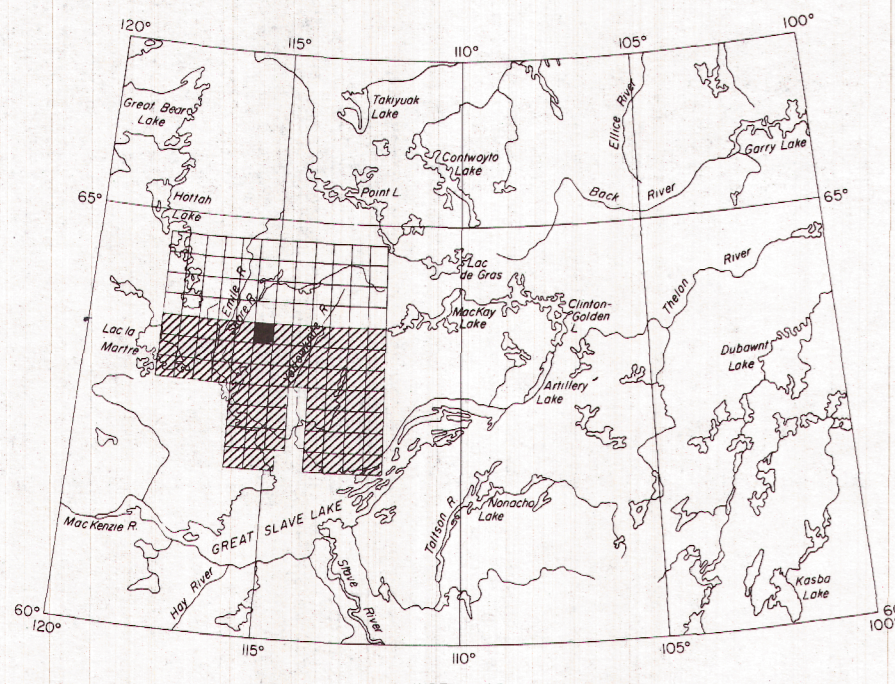 120°
115°
110°
105°
100°
Great Bear
Lake
Takiyuak
Lake
Ellice River
Garry Lake
Contwoyto
Lake
Point L
Back River
Hottah
Lake
65°
65°
Lac
de Gras
Thelon River
Emile R
Snare R.
MacKay
Lake
Clinton-
Golden
L
Lac la
Martre
Dubawnt
Lake
Artillery
Lake
MacKenzie R.
GREAT SLAVE LAKE
Taltson R
Nonacho
Lake
Hay River
Slave River
Kasba
Lake
60°
120°
115°
110°
105°
100°